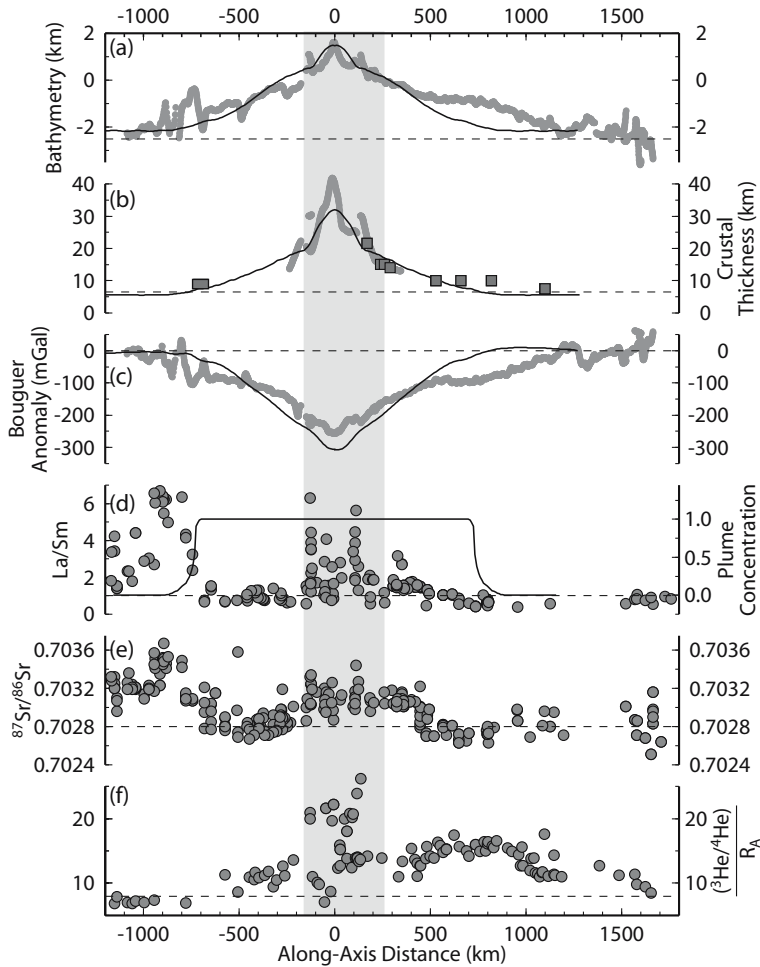 -1000 -500 0 500 1000 1500
(a)
2
0
-2
Bathymetry (km)
2
0
-2
(b)
40
30
20
10
0
40
30
20
10
0
Crustal
Thickness (km)
(c)
0
-100
-200
-300
Bouguer
Anomaly (mGal)
0
-100
-200
-300
(d)
6
4
2
0
La/Sm
1.0
0.5
0.0
Plume
Concentration
(e)
0.7036
0.7032
0.7028
0.7024
⁸⁷Sr/⁸⁶Sr
0.7036
0.7032
0.7028
0.7024
(f)
20
10
20
10
(³He/⁴He)
R_A
-1000 -500 0 500 1000 1500
Along-Axis Distance (km)